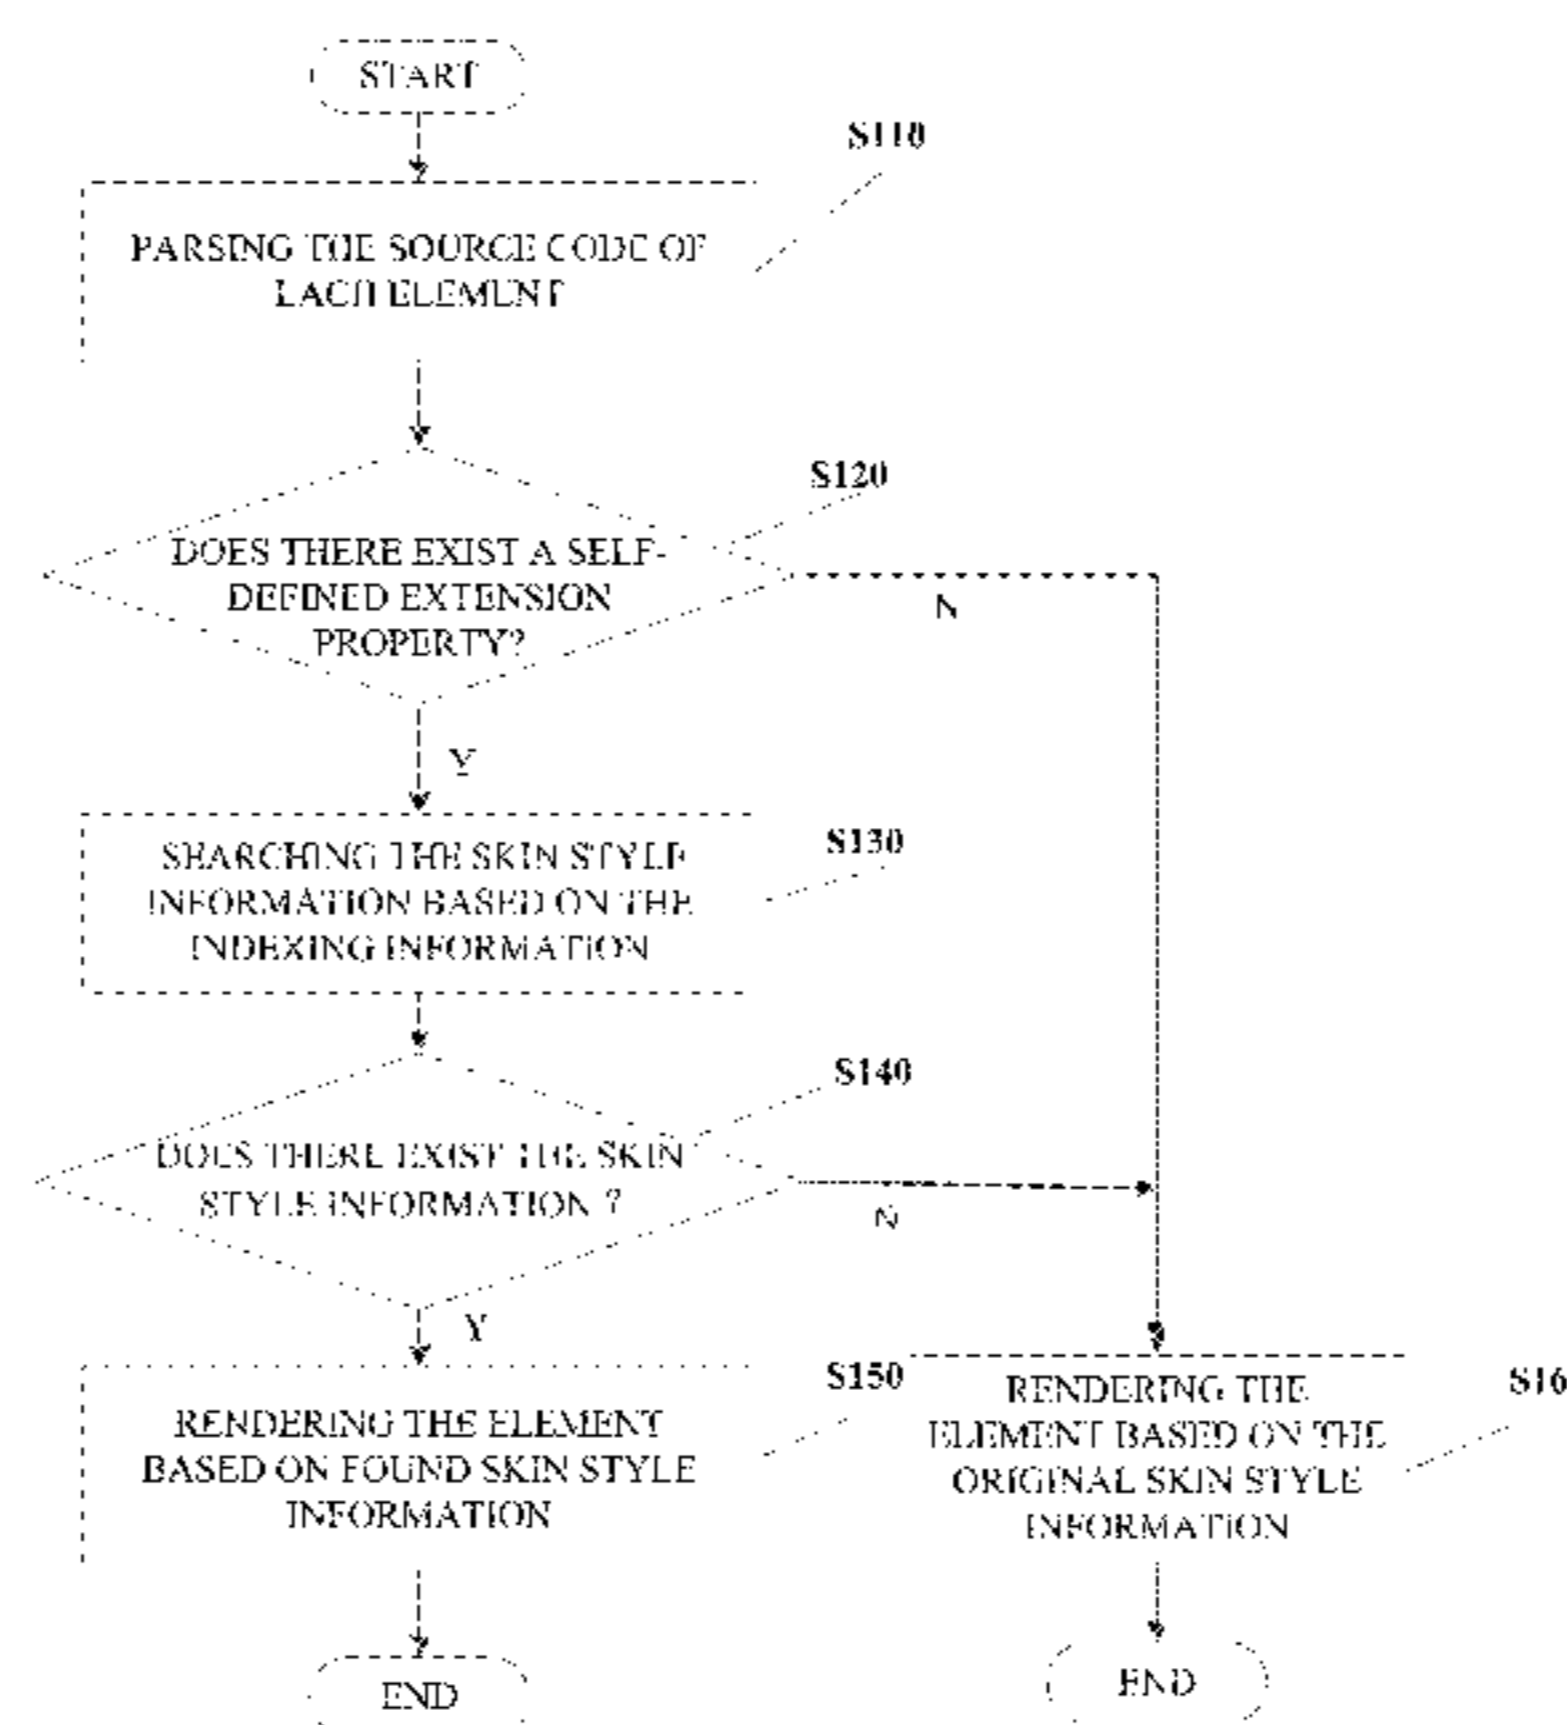 START
S110
PARSING THE SOURCE CODE OF
EACH ELEMENT
S120
DOES THERE EXIST A SELF-
DEFINED EXTENSION
PROPERTY?
N
Y
S130
SEARCHING THE SKIN STYLE
INFORMATION BASED ON THE
INDEXING INFORMATION
S140
DOES THERE EXIST THE SKIN
STYLE INFORMATION ?
N
Y
S150
RENDERING THE ELEMENT
BASED ON FOUND SKIN STYLE
INFORMATION
S16
RENDERING THE
ELEMENT BASED ON THE
ORIGINAL SKIN STYLE
INFORMATION
END
END